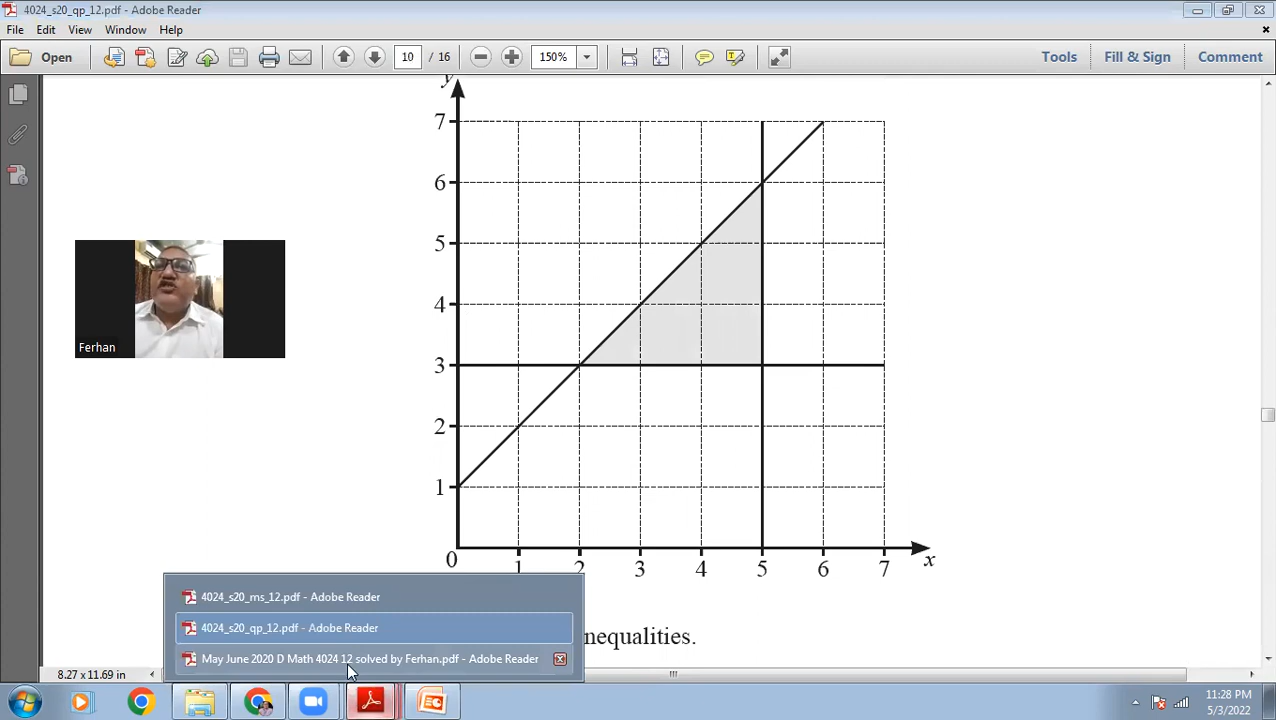 4024_s20_qp_12.pdf - Adobe Reader
File Edit View Window Help
Open 10 / 16 150% Tools Fill & Sign Comment
y
7
6
5
4
3
2
1
0 1 2 3 4 5 6 7 x
Ferhan
nequalities.
4024_s20_ms_12.pdf - Adobe Reader
4024_s20_qp_12.pdf - Adobe Reader
May June 2020 D Math 4024 12 solved by Ferhan.pdf - Adobe Reader
8.27 x 11.69 in
11:28 PM
5/3/2022